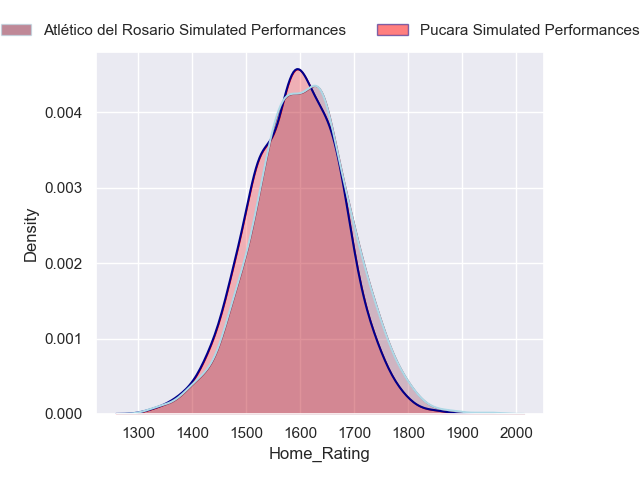 Atlético del Rosario Simulated Performances
Pucara Simulated Performances
0.004
0.003
0.002
0.001
0.000
Density
1300 1400 1500 1600 1700 1800 1900 2000
Home_Rating